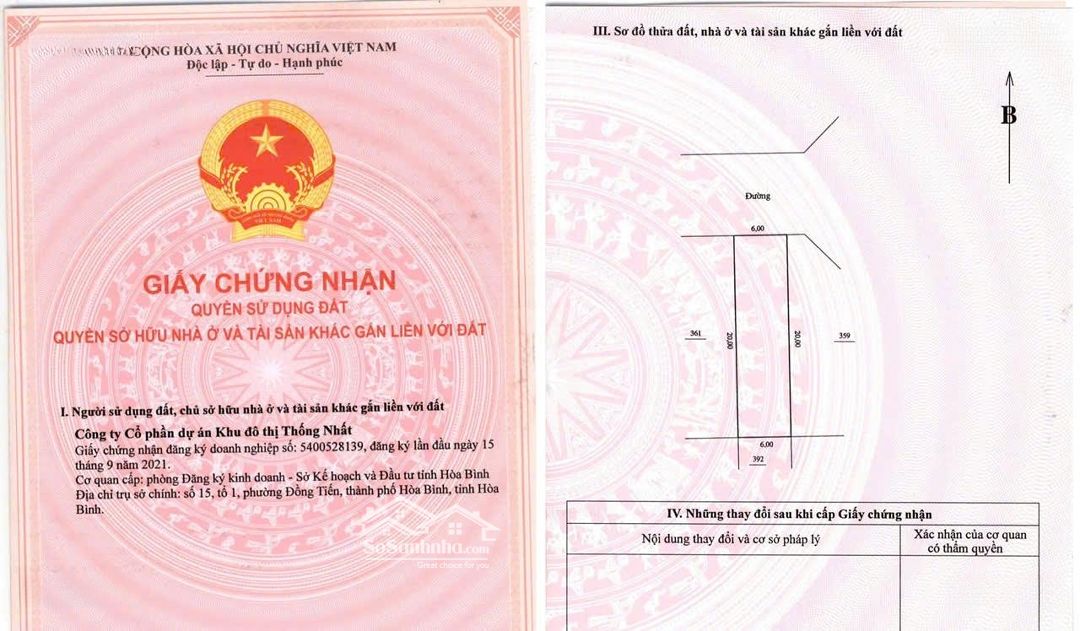 CỘNG HÒA XÃ HỘI CHỦ NGHĨA VIỆT NAM
Độc lập - Tự do - Hạnh phúc
GIẤY CHỨNG NHẬN
QUYỀN SỬ DỤNG ĐẤT
QUYỀN SỞ HỮU NHÀ Ở VÀ TÀI SẢN KHÁC GẮN LIỀN VỚI ĐẤT
I. Người sử dụng đất, chủ sở hữu nhà ở và tài sản khác gắn liền với đất
Công ty Cổ phần dự án Khu đô thị Thống Nhất
Giấy chứng nhận đăng ký doanh nghiệp số: 5400528139, đăng ký lần đầu ngày 15
tháng 9 năm 2021.
Cơ quan cấp: phòng Đăng ký kinh doanh - Sở Kế hoạch và Đầu tư tỉnh Hòa Bình
Địa chỉ trụ sở chính: số 15, tổ 1, phường Đồng Tiến, thành phố Hòa Bình, tỉnh Hòa
Bình.
SoSanhnha.com
Great choice for you
III. Sơ đồ thửa đất, nhà ở và tài sản khác gắn liền với đất
B
Đường
6,00
361
20,00
20,00
359
6,00
392
IV. Những thay đổi sau khi cấp Giấy chứng nhận
Nội dung thay đổi và cơ sở pháp lý
Xác nhận của cơ quan
có thẩm quyền